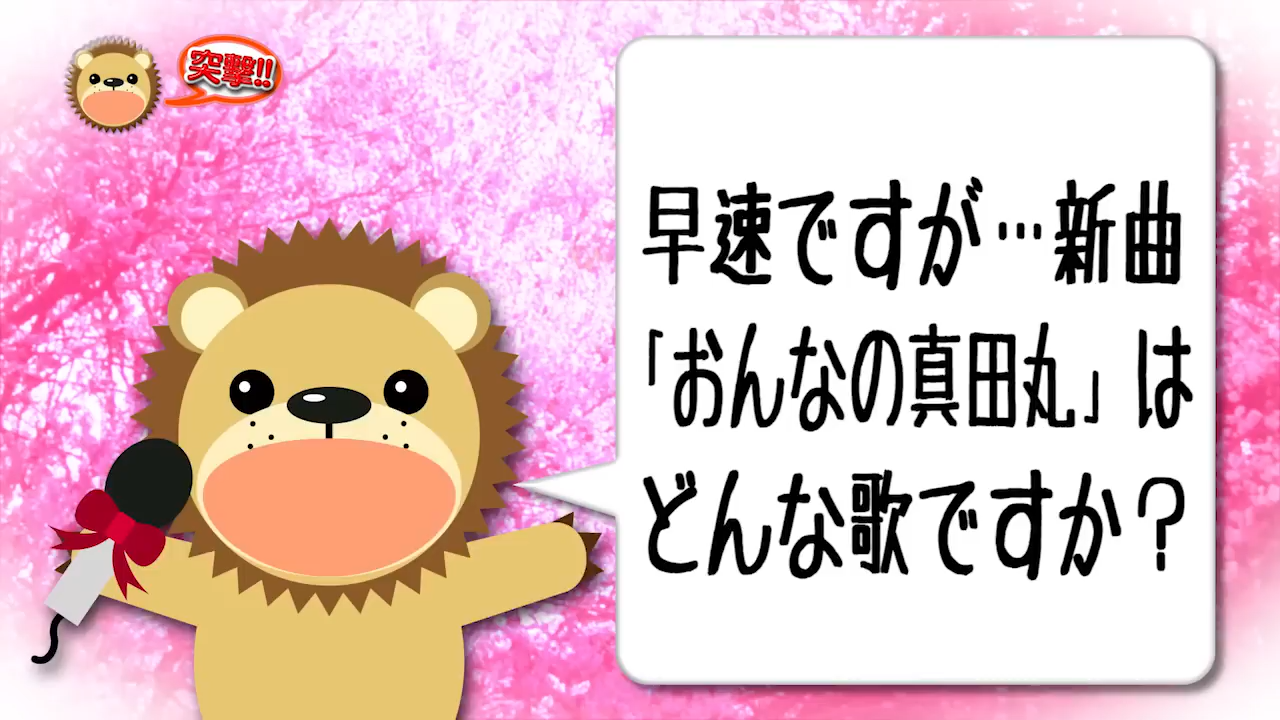 突撃!!
早速ですが…新曲
「おんなの真田丸」は
どんな歌ですか？